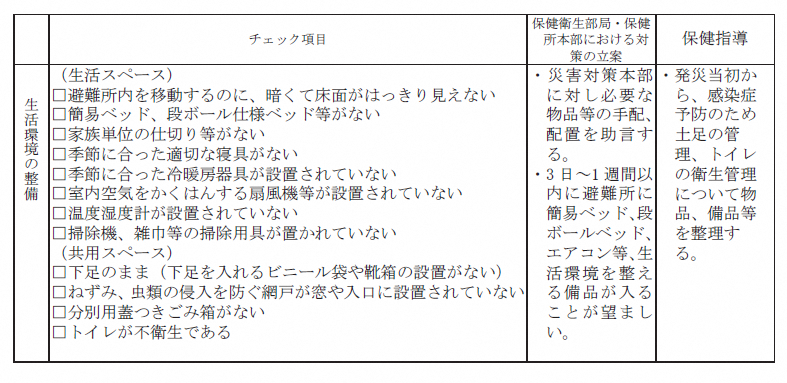 チェック項目
保健衛生部局・保健
所本部における対
策の立案
保健指導
生活環境の整備
（生活スペース）
□避難所内を移動するのに、暗くて床面がはっきり見えない
□簡易ベッド、段ボール仕様ベッド等がない
□家族単位の仕切り等がない
□季節に合った適切な寝具がない
□季節に合った冷暖房器具が設置されていない
□室内空気をかくはんする扇風機等が設置されていない
□温度湿度計が設置されていない
□掃除機、雑巾等の掃除用具が置かれていない
（共用スペース）
□下足のまま（下足を入れるビニール袋や靴箱の設置がない）
□ねずみ、虫類の侵入を防ぐ網戸が窓や入口に設置されていない
□分別用蓋つきごみ箱がない
□トイレが不衛生である
・災害対策本部
に対し必要な
物品等の手配、
配置を助言す
る。
・3日～1週間以
内に避難所に
簡易ベッド、段
ボールベッド、
エアコン等、生
活環境を整え
る備品が入る
ことが望まし
い。
・発災当初か
ら、感染症
予防のため
土足の管
理、トイレ
の衛生管理
について物
品、備品等
を整理す
る。